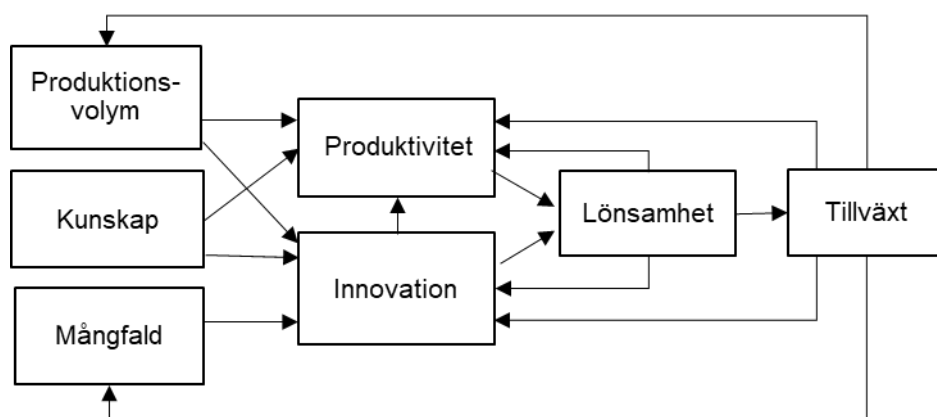 Produktions-
volym
Produktivitet
Kunskap
Lönsamhet
Tillväxt
Innovation
Mångfald